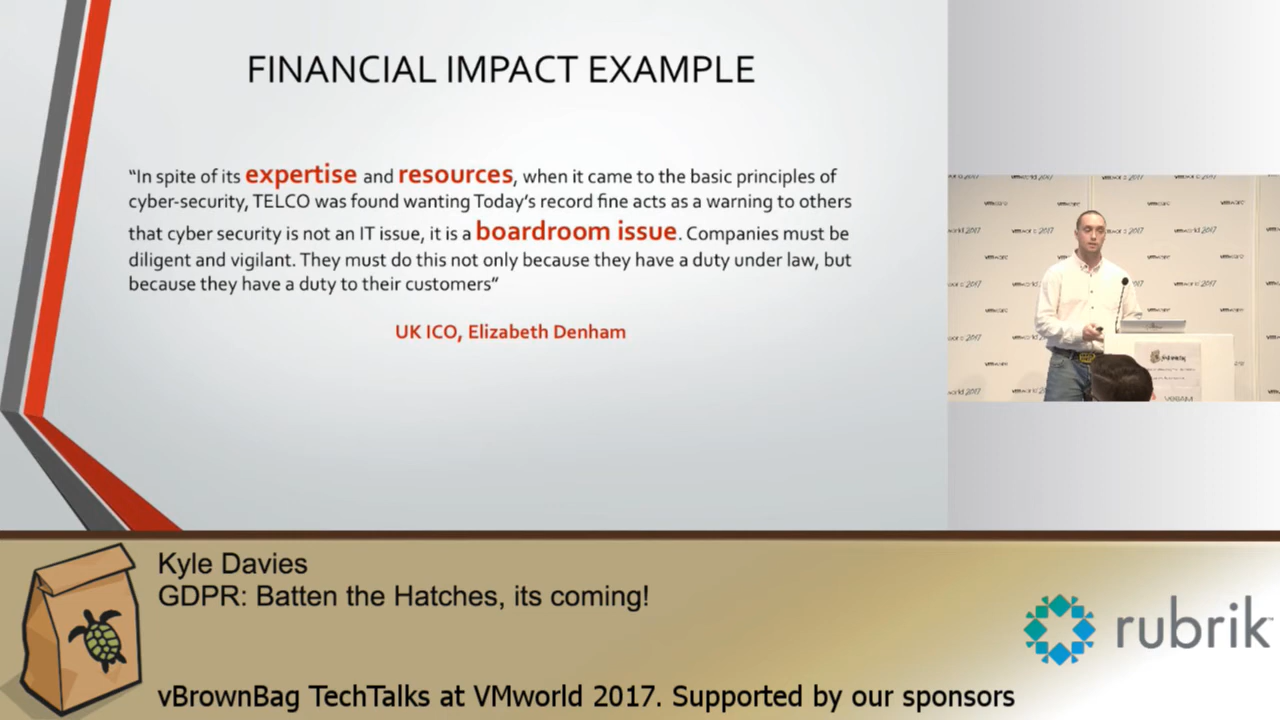 FINANCIAL IMPACT EXAMPLE
“In spite of its expertise and resources, when it came to the basic principles of
cyber-security, TELCO was found wanting Today’s record fine acts as a warning to others
that cyber security is not an IT issue, it is a boardroom issue. Companies must be
diligent and vigilant. They must do this not only because they have a duty under law, but
because they have a duty to their customers”
UK ICO, Elizabeth Denham
Kyle Davies
GDPR: Batten the Hatches, its coming!
rubrik
vBrownBag TechTalks at VMworld 2017. Supported by our sponsors